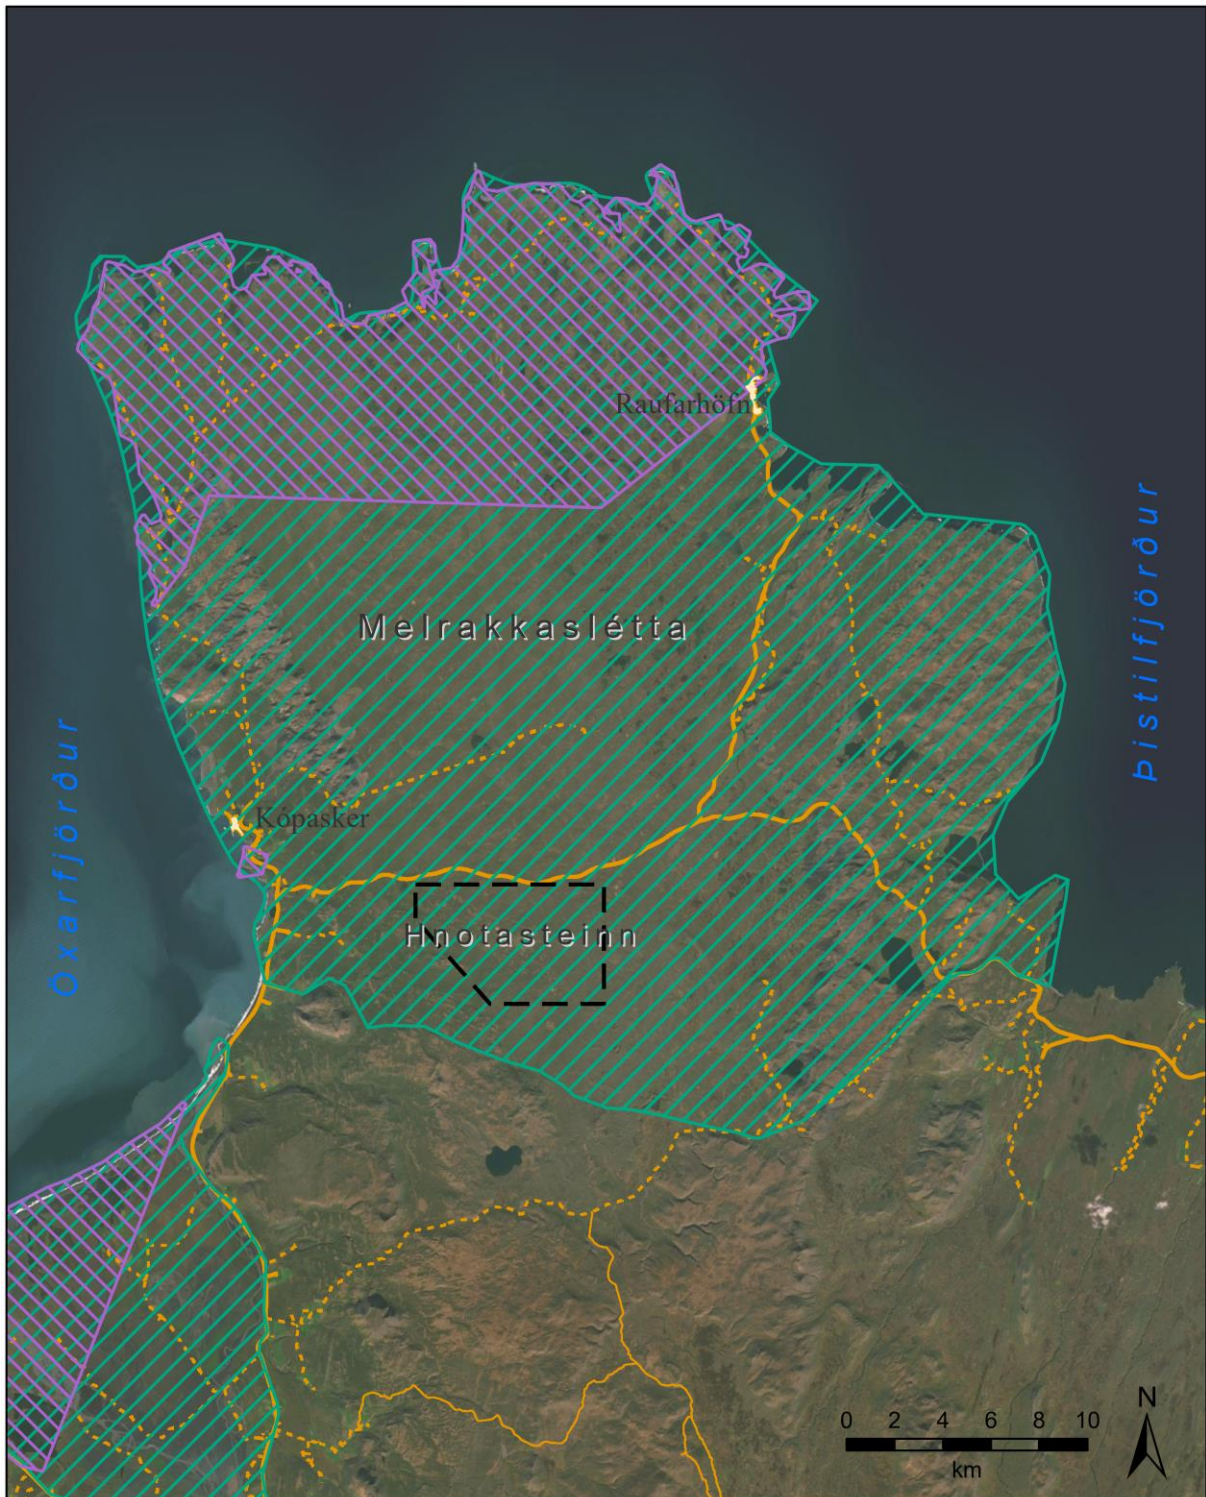 Raufarhöfn
Melrakkaslétta
Þistilfjörður
Öxarfjörður
Kópasker
Hnotasteinn
N
0 2 4 6 8 10
km